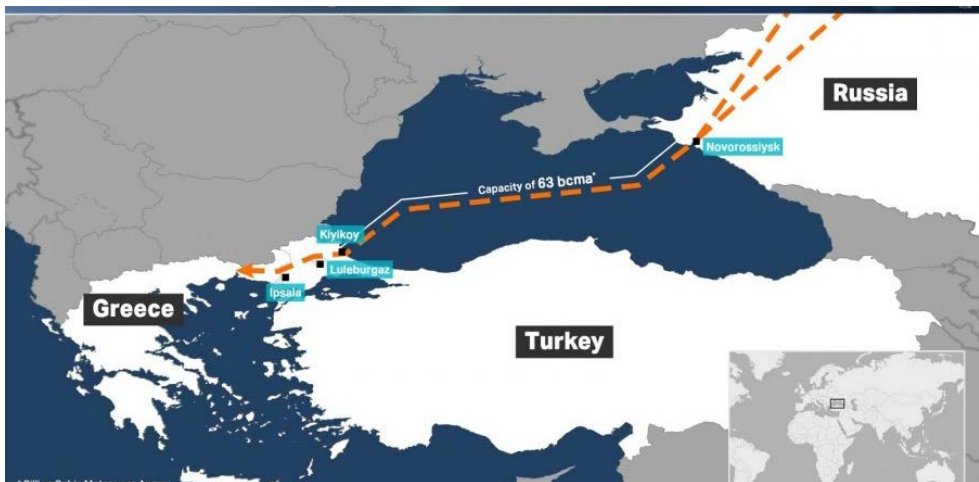 Russia
Novorossiysk
Capacity of 63 bcma*
Kiyikoy
Luleburgaz
Ipsala
Greece
Turkey